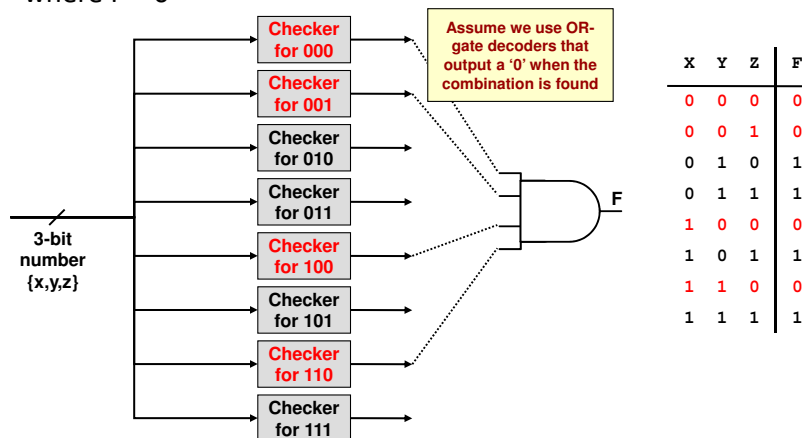 where F = 0
Checker
for 000
Checker
for 001
Checker
for 010
Checker
for 011
Checker
for 100
Checker
for 101
Checker
for 110
Checker
for 111
3-bit
number
{x,y,z}
Assume we use OR-
gate decoders that
output a ‘0’ when the
combination is found
F
X Y Z F
0 0 0 0
0 0 1 0
0 1 0 1
0 1 1 1
1 0 0 0
1 0 1 1
1 1 0 0
1 1 1 1